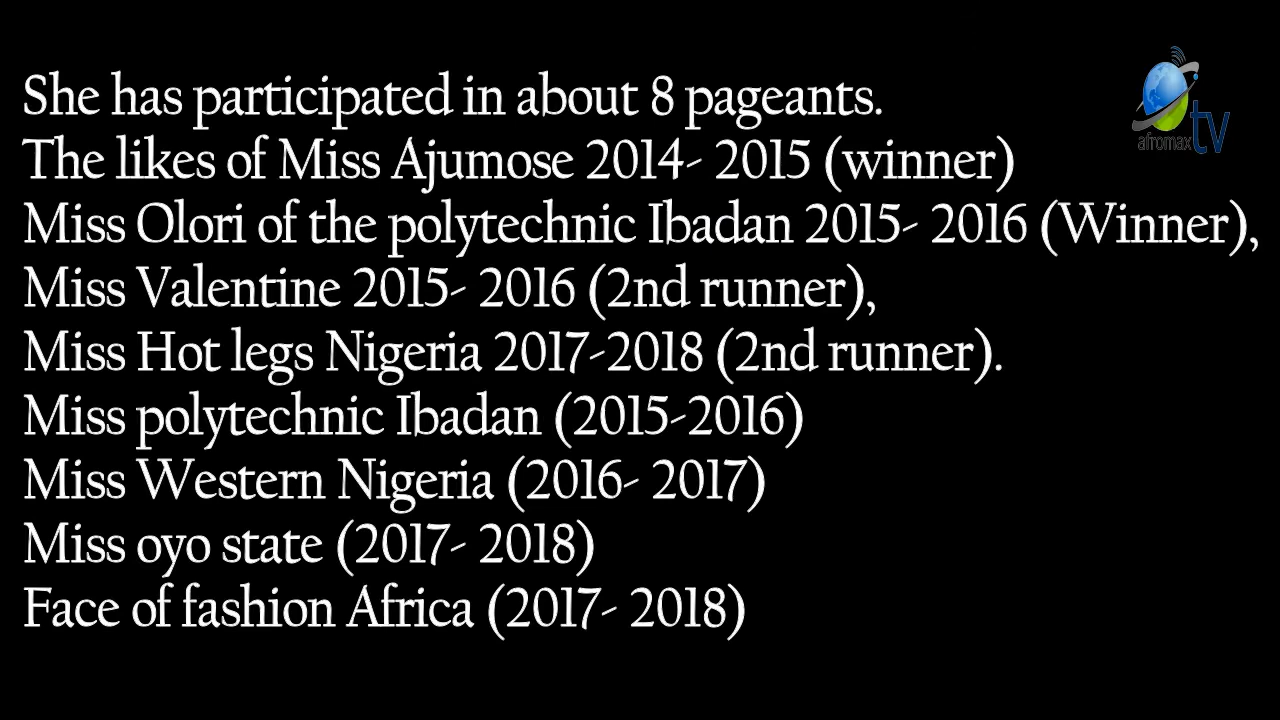 She has participated in about 8 pageants.
The likes of Miss Ajumose 2014- 2015 (winner)
Miss Olori of the polytechnic Ibadan 2015- 2016 (Winner),
Miss Valentine 2015- 2016 (2nd runner),
Miss Hot legs Nigeria 2017-2018 (2nd runner).
Miss polytechnic Ibadan (2015-2016)
Miss Western Nigeria (2016- 2017)
Miss oyo state (2017- 2018)
Face of fashion Africa (2017- 2018)
afromax tv